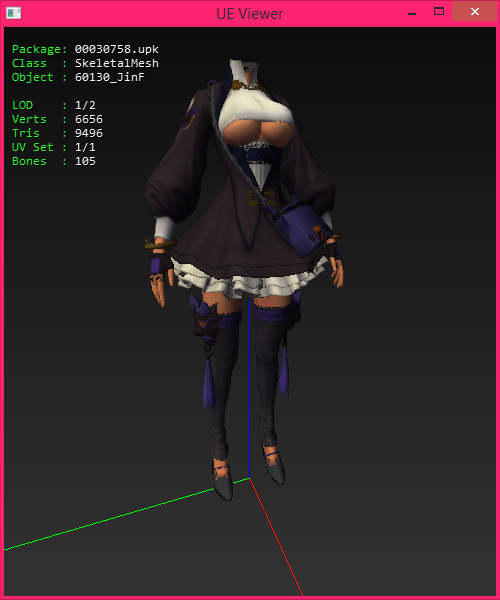 UE Viewer
Package: 00030758.upk
Class  : SkeletalMesh
Object : 60130_JinF
LOD    : 1/2
Verts  : 6656
Tris   : 9496
UV Set : 1/1
Bones  : 105